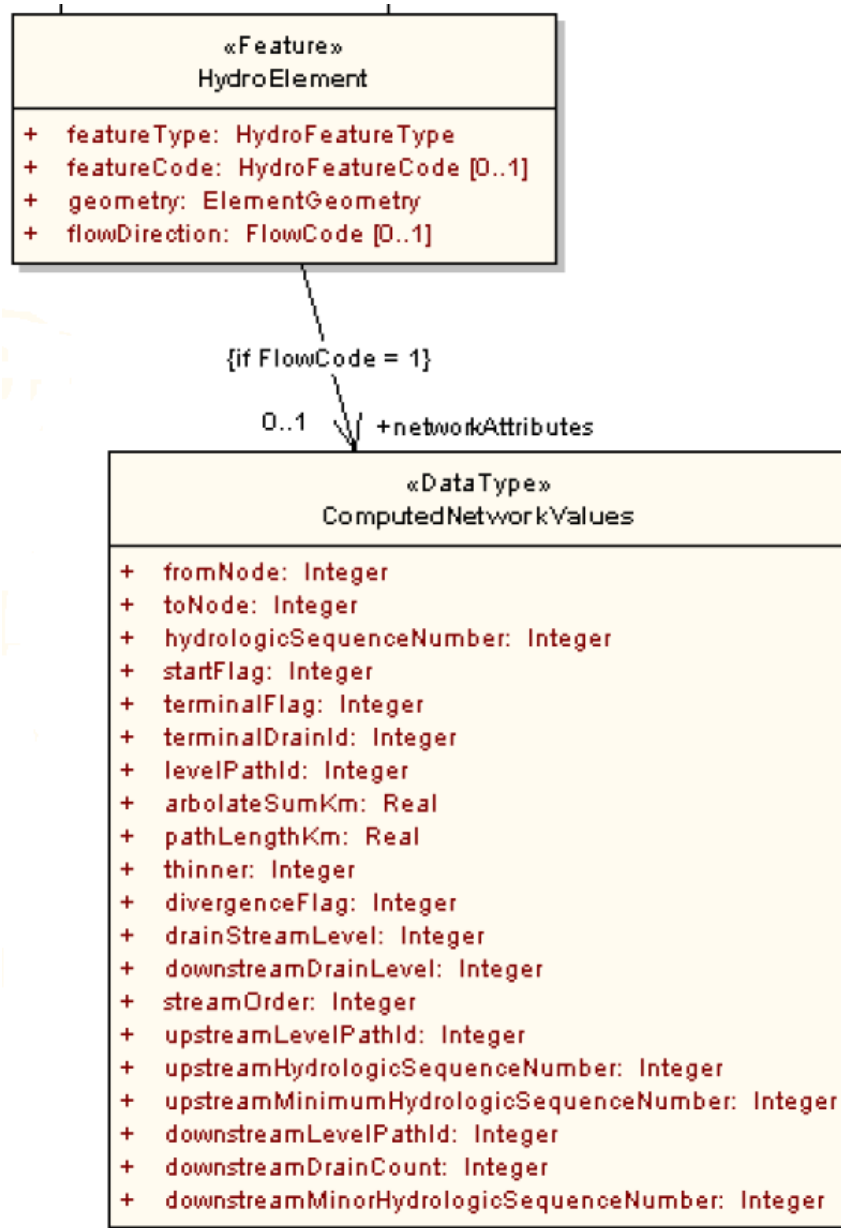 «Feature»
HydroElement
+ featureType: HydroFeatureType
+ featureCode: HydroFeatureCode [0..1]
+ geometry: ElementGeometry
+ flowDirection: FlowCode [0..1]
{if FlowCode = 1}
0..1 +networkAttributes
«DataType»
ComputedNetworkValues
+ fromNode: Integer
+ toNode: Integer
+ hydrologicSequenceNumber: Integer
+ startFlag: Integer
+ terminalFlag: Integer
+ terminalDrainId: Integer
+ levelPathId: Integer
+ arbolateSumKm: Real
+ pathLengthKm: Real
+ thinner: Integer
+ divergenceFlag: Integer
+ drainStreamLevel: Integer
+ downstreamDrainLevel: Integer
+ streamOrder: Integer
+ upstreamLevelPathId: Integer
+ upstreamHydrologicSequenceNumber: Integer
+ upstreamMinimumHydrologicSequenceNumber: Integer
+ downstreamLevelPathId: Integer
+ downstreamDrainCount: Integer
+ downstreamMinorHydrologicSequenceNumber: Integer